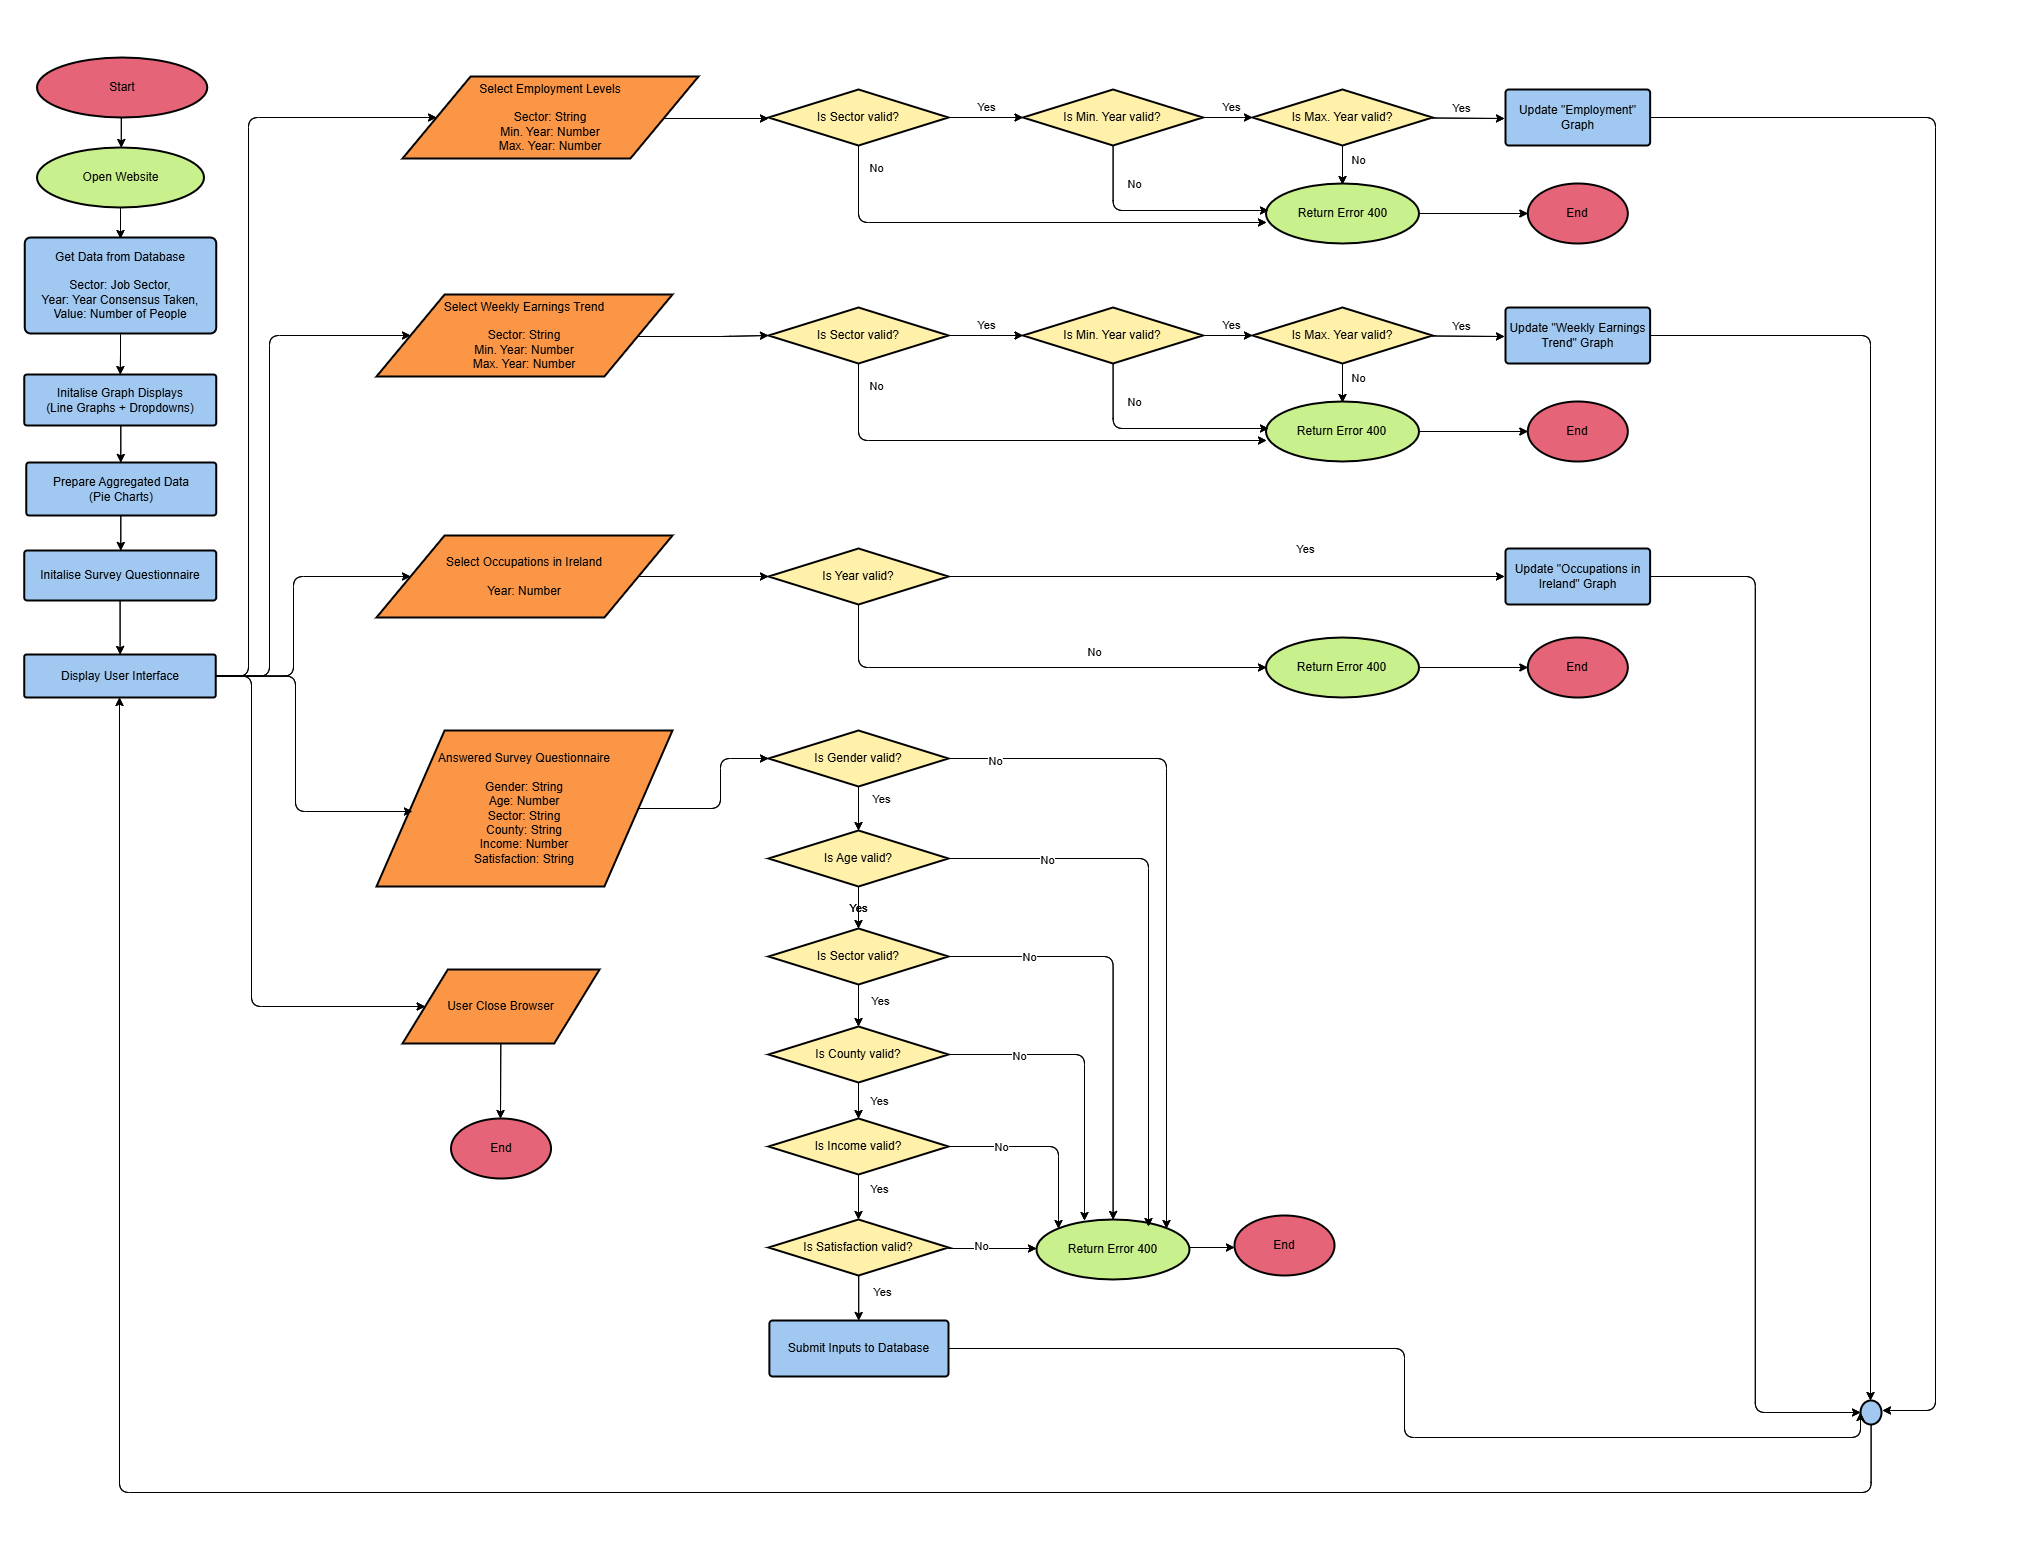 Start
Open Website
Get Data from Database
Sector: Job Sector,
Year: Year Consensus Taken,
Value: Number of People
Initalise Graph Displays
(Line Graphs + Dropdowns)
Prepare Aggregated Data
(Pie Charts)
Initalise Survey Questionnaire
Display User Interface
Select Employment Levels
Sector: String
Min. Year: Number
Max. Year: Number
Is Sector valid?
Yes
Is Min. Year valid?
Yes
Is Max. Year valid?
Yes
Update "Employment"
Graph
No
No
No
Return Error 400
End
Select Weekly Earnings Trend
Sector: String
Min. Year: Number
Max. Year: Number
Is Sector valid?
Yes
Is Min. Year valid?
Yes
Is Max. Year valid?
Yes
Update "Weekly Earnings
Trend" Graph
No
No
No
Return Error 400
End
Select Occupations in Ireland
Year: Number
Is Year valid?
Yes
Update "Occupations in
Ireland" Graph
No
Return Error 400
End
Answered Survey Questionnaire
Gender: String
Age: Number
Sector: String
County: String
Income: Number
Satisfaction: String
Is Gender valid?
No
Yes
Is Age valid?
No
Yes
Is Sector valid?
No
Yes
Is County valid?
No
Yes
Is Income valid?
No
Yes
Is Satisfaction valid?
No
Return Error 400
End
Yes
Submit Inputs to Database
User Close Browser
End